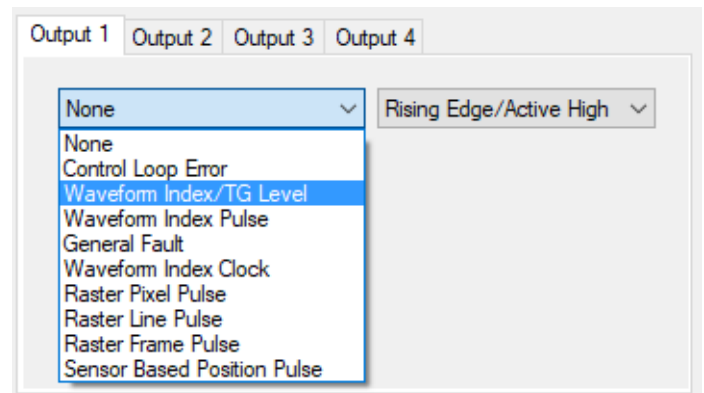 Output 1 Output 2 Output 3 Output 4
None Rising Edge/Active High
None
Control Loop Error
Waveform Index/TG Level
Waveform Index Pulse
General Fault
Waveform Index Clock
Raster Pixel Pulse
Raster Line Pulse
Raster Frame Pulse
Sensor Based Position Pulse